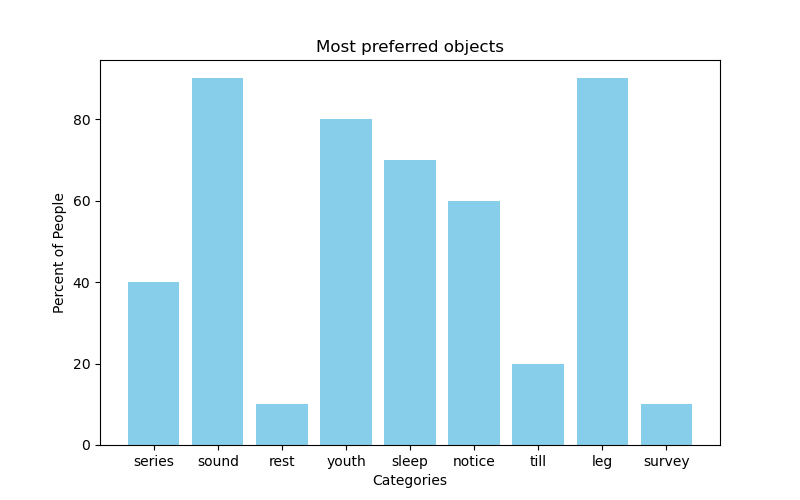 Most preferred objects
Percent of People
80
60
40
20
0
series sound rest youth sleep notice till leg survey
Categories